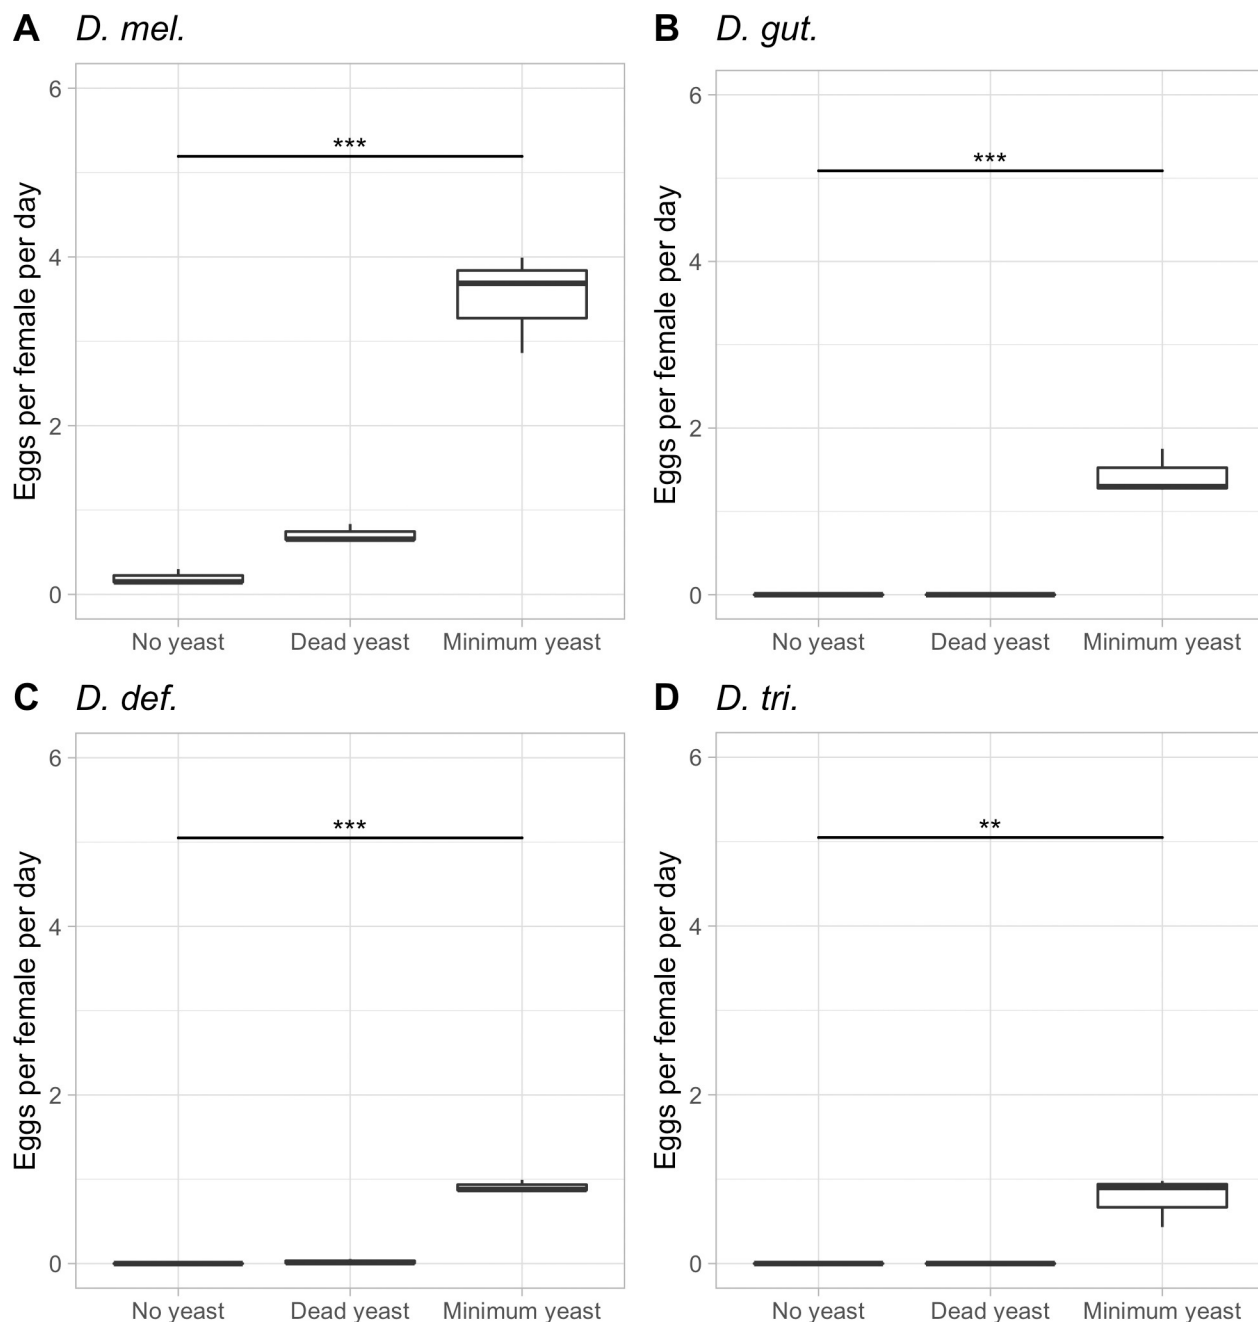 A D. mel.
Eggs per female per day
6
4
2
0
***
No yeast Dead yeast Minimum yeast
B D. gut.
Eggs per female per day
6
4
2
0
***
No yeast Dead yeast Minimum yeast
C D. def.
Eggs per female per day
6
4
2
0
***
No yeast Dead yeast Minimum yeast
D D. tri.
Eggs per female per day
6
4
2
0
**
No yeast Dead yeast Minimum yeast